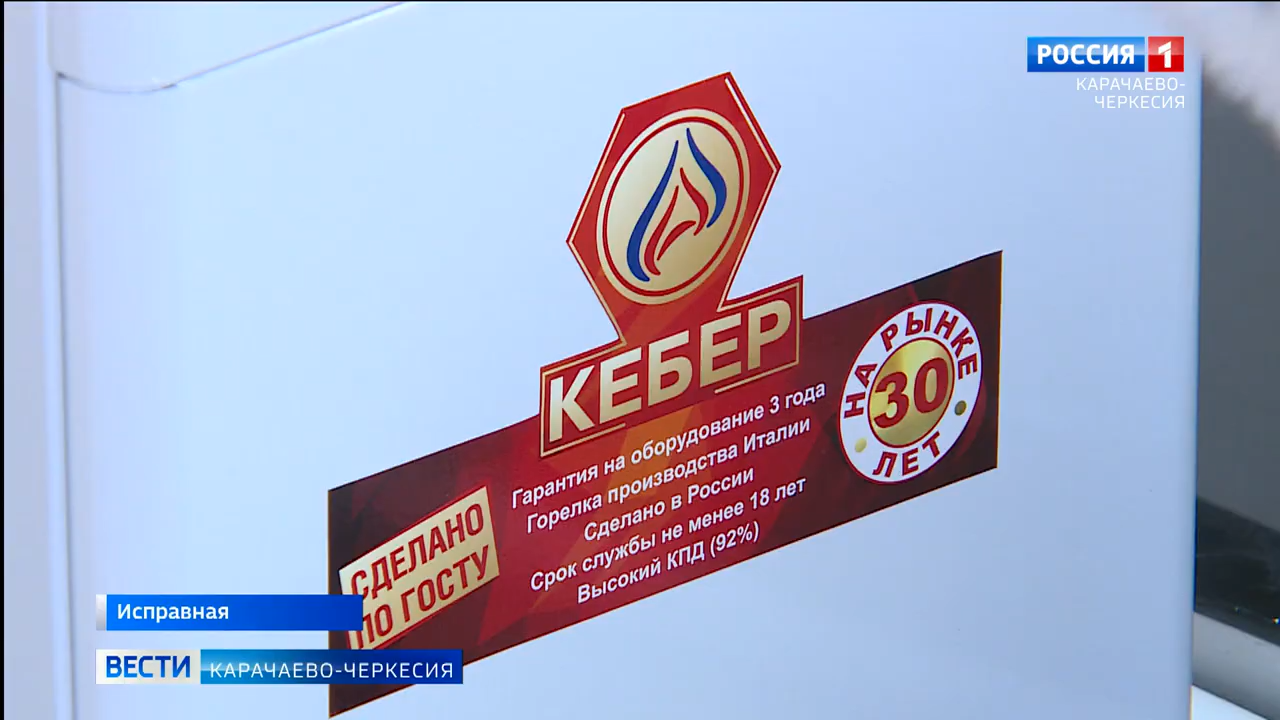 РОССИЯ 1
КАРАЧАЕВО-
ЧЕРКЕСИЯ
КЕБЕР
НА РЫНКЕ
30
ЛЕТ
Гарантия на оборудование 3 года
Горелка производства Италии
Сделано в России
Срок службы не менее 18 лет
Высокий КПД (92%)
СДЕЛАНО
ПО ГОСТУ
Исправная
ВЕСТИ КАРАЧАЕВО-ЧЕРКЕСИЯ